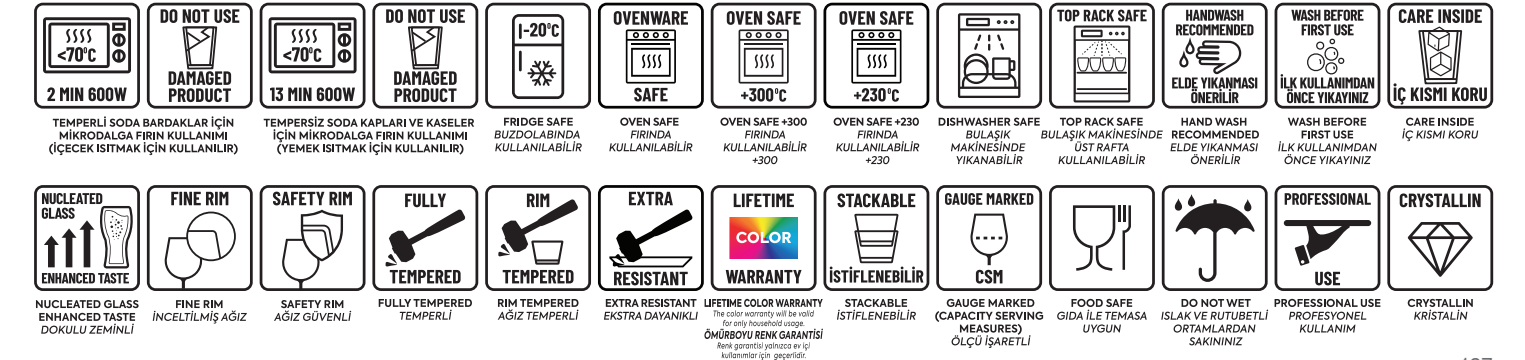 <70°C
2 MIN 600W
DO NOT USE
DAMAGED
PRODUCT
TEMPERLİ SODA BARDAKLAR İÇİN
MİKRODALGA FIRIN KULLANIMI
(İÇECEK ISITMAK İÇİN KULLANILIR)
<70°C
13 MIN 600W
DO NOT USE
DAMAGED
PRODUCT
TEMPERSİZ SODA KAPLARI VE KASELER
İÇİN MİKRODALGA FIRIN KULLANIMI
(YEMEK ISITMAK İÇİN KULLANILIR)
-20°C
FRIDGE SAFE
BUZDOLABINDA
KULLANILABİLİR
OVENWARE
SAFE
OVEN SAFE
FIRINDA
KULLANILABİLİR
OVEN SAFE
+300°C
OVEN SAFE +300
FIRINDA
KULLANILABİLİR
+300
OVEN SAFE
+230°C
OVEN SAFE +230
FIRINDA
KULLANILABİLİR
+230
DISHWASHER SAFE
BULAŞIK
MAKİNESİNDE
YIKANABİLİR
TOP RACK SAFE
TOP RACK SAFE
BULAŞIK MAKİNESİNDE
ÜST RAFTA
KULLANILABİLİR
HANDWASH
RECOMMENDED
ELDE YIKANMASI
ÖNERİLİR
HAND WASH
RECOMMENDED
ELDE YIKANMASI
ÖNERİLİR
WASH BEFORE
FIRST USE
İLK KULLANIMDAN
ÖNCE YIKAYINIZ
WASH BEFORE
FIRST USE
İLK KULLANIMDAN
ÖNCE YIKAYINIZ
CARE INSIDE
İÇ KISMI KORU
CARE INSIDE
İÇ KISMI KORU
NUCLEATED
GLASS
ENHANCED TASTE
NUCLEATED GLASS
ENHANCED TASTE
DOKULU ZEMİNLİ
FINE RIM
FINE RIM
İNCELTİLMİŞ AĞIZ
SAFETY RIM
SAFETY RIM
AĞIZ GÜVENLİ
FULLY
TEMPERED
FULLY TEMPERED
TEMPERLİ
RIM
TEMPERED
RIM TEMPERED
AĞIZ TEMPERLİ
EXTRA
RESISTANT
EXTRA RESISTANT
EKSTRA DAYANIKLI
LIFETIME
COLOR
WARRANTY
LIFETIME COLOR WARRANTY
The color warranty will be valid
for only household usage.
ÖMÜRBOYU RENK GARANTİSİ
Renk garantisi yalnızca ev içi
kullanımlar için geçerlidir.
STACKABLE
İSTİFLENEBİLİR
STACKABLE
İSTİFLENEBİLİR
GAUGE MARKED
CSM
GAUGE MARKED
(CAPACITY SERVING
MEASURES)
ÖLÇÜ İŞARETLİ
FOOD SAFE
GIDA İLE TEMASA
UYGUN
DO NOT WET
ISLAK VE RUTUBETLİ
ORTAMLARDAN
SAKININIZ
PROFESSIONAL
USE
PROFESSIONAL USE
PROFESYONEL
KULLANIM
CRYSTALLIN
CRYSTALLIN
KRİSTALİN